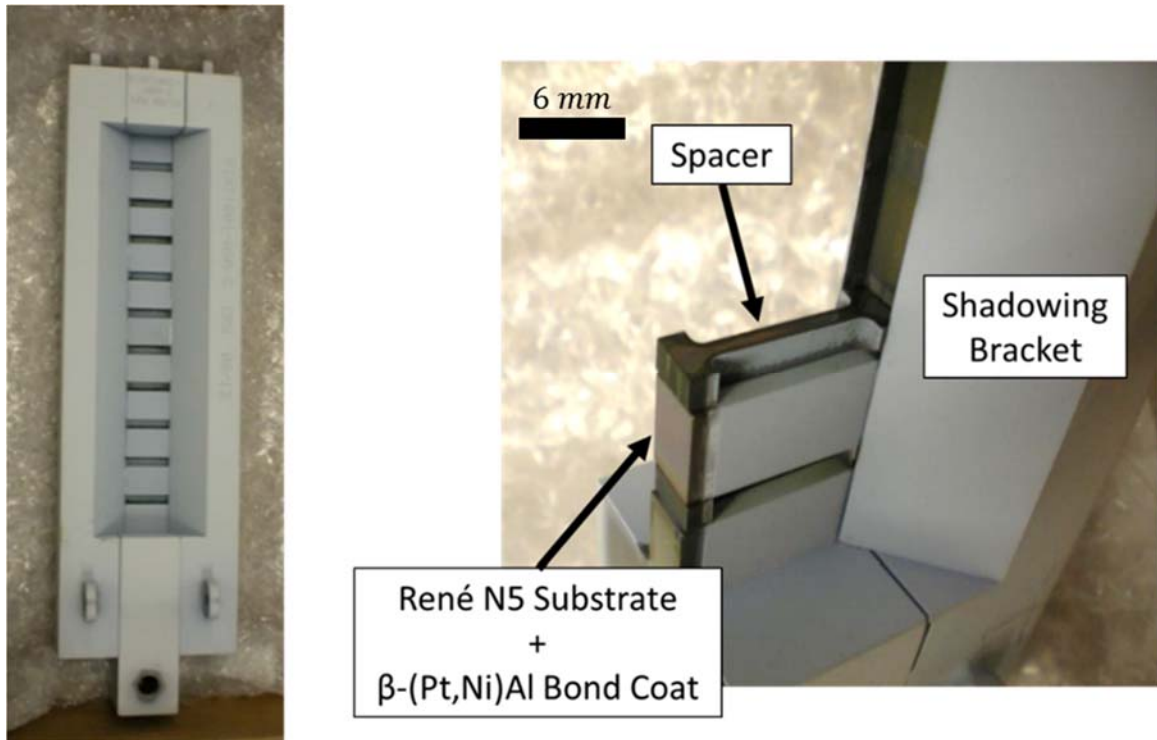 6 mm
Spacer
Shadowing
Bracket
René N5 Substrate
+
β-(Pt,Ni)Al Bond Coat